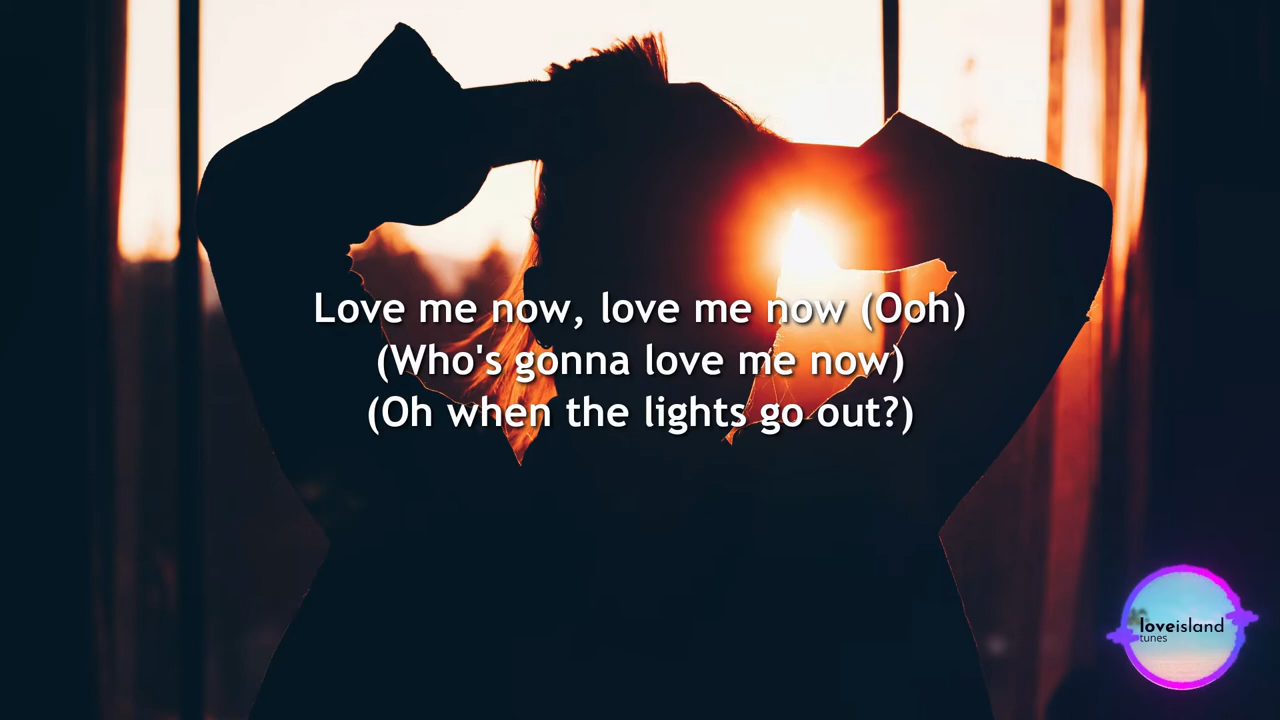 Love me now, love me now (Ooh)
(Who's gonna love me now)
(Oh when the lights go out?)
loveisland
tunes